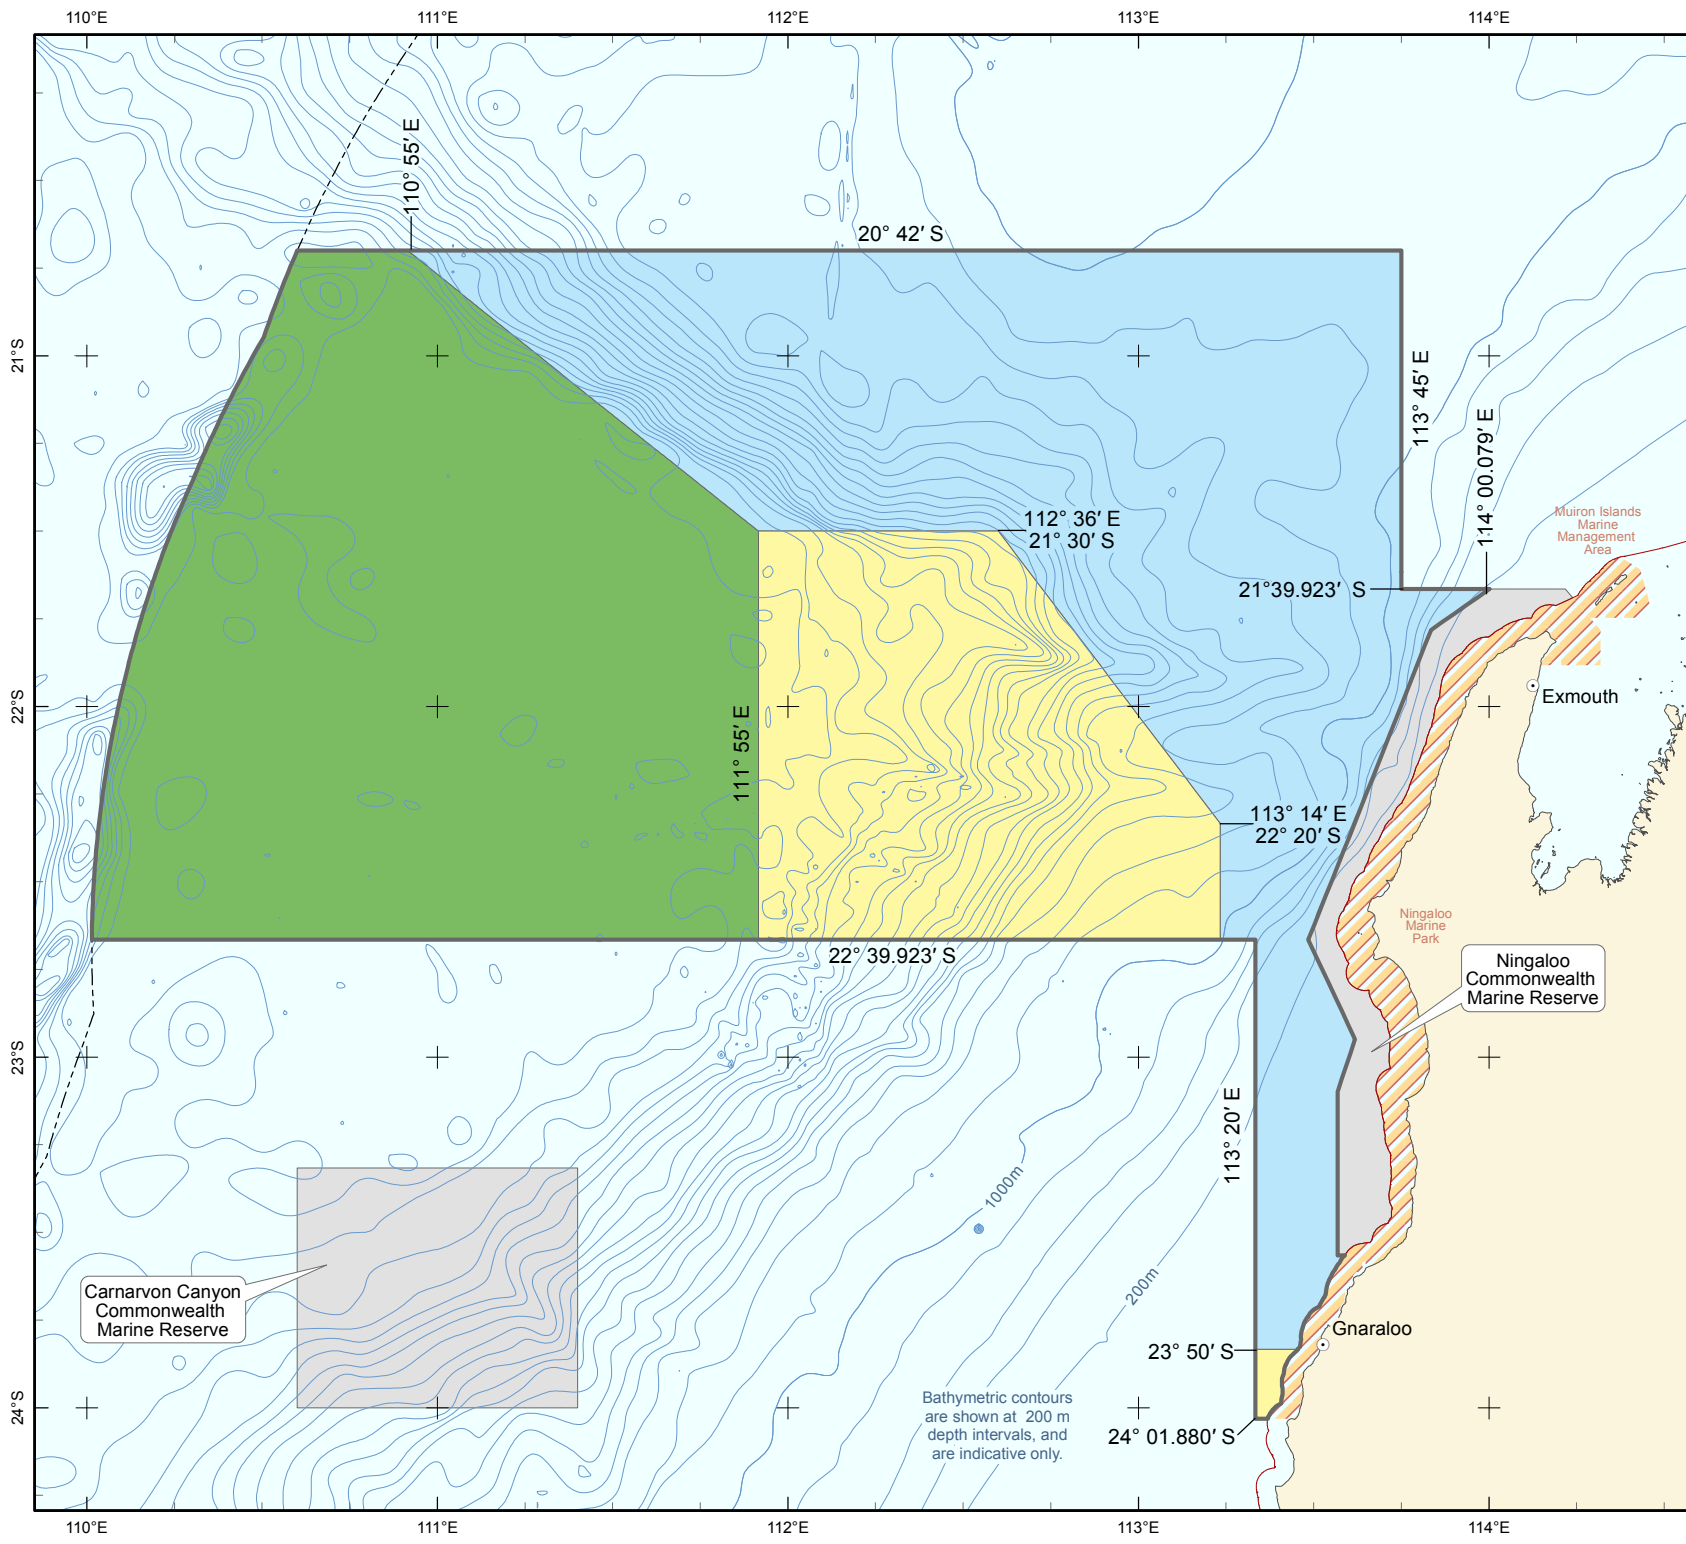 110°E
111°E
112°E
113°E
114°E
110° 55′ E
20° 42′ S
21°S
113° 45′ E
114° 00.079′ E
112° 36′ E
21° 30′ S
Muiron Islands
Marine
Management
Area
21°39.923′ S
Exmouth
22°S
111° 55′ E
113° 14′ E
22° 20′ S
Ningaloo
Marine
Park
22° 39.923′ S
Ningaloo
Commonwealth
Marine Reserve
23°S
113° 20′ E
1000m
200m
Carnarvon Canyon
Commonwealth
Marine Reserve
Gnaraloo
23° 50′ S
24°S
Bathymetric contours
are shown at 200 m
depth intervals, and
are indicative only.
24° 01.880′ S
110°E
111°E
112°E
113°E
114°E